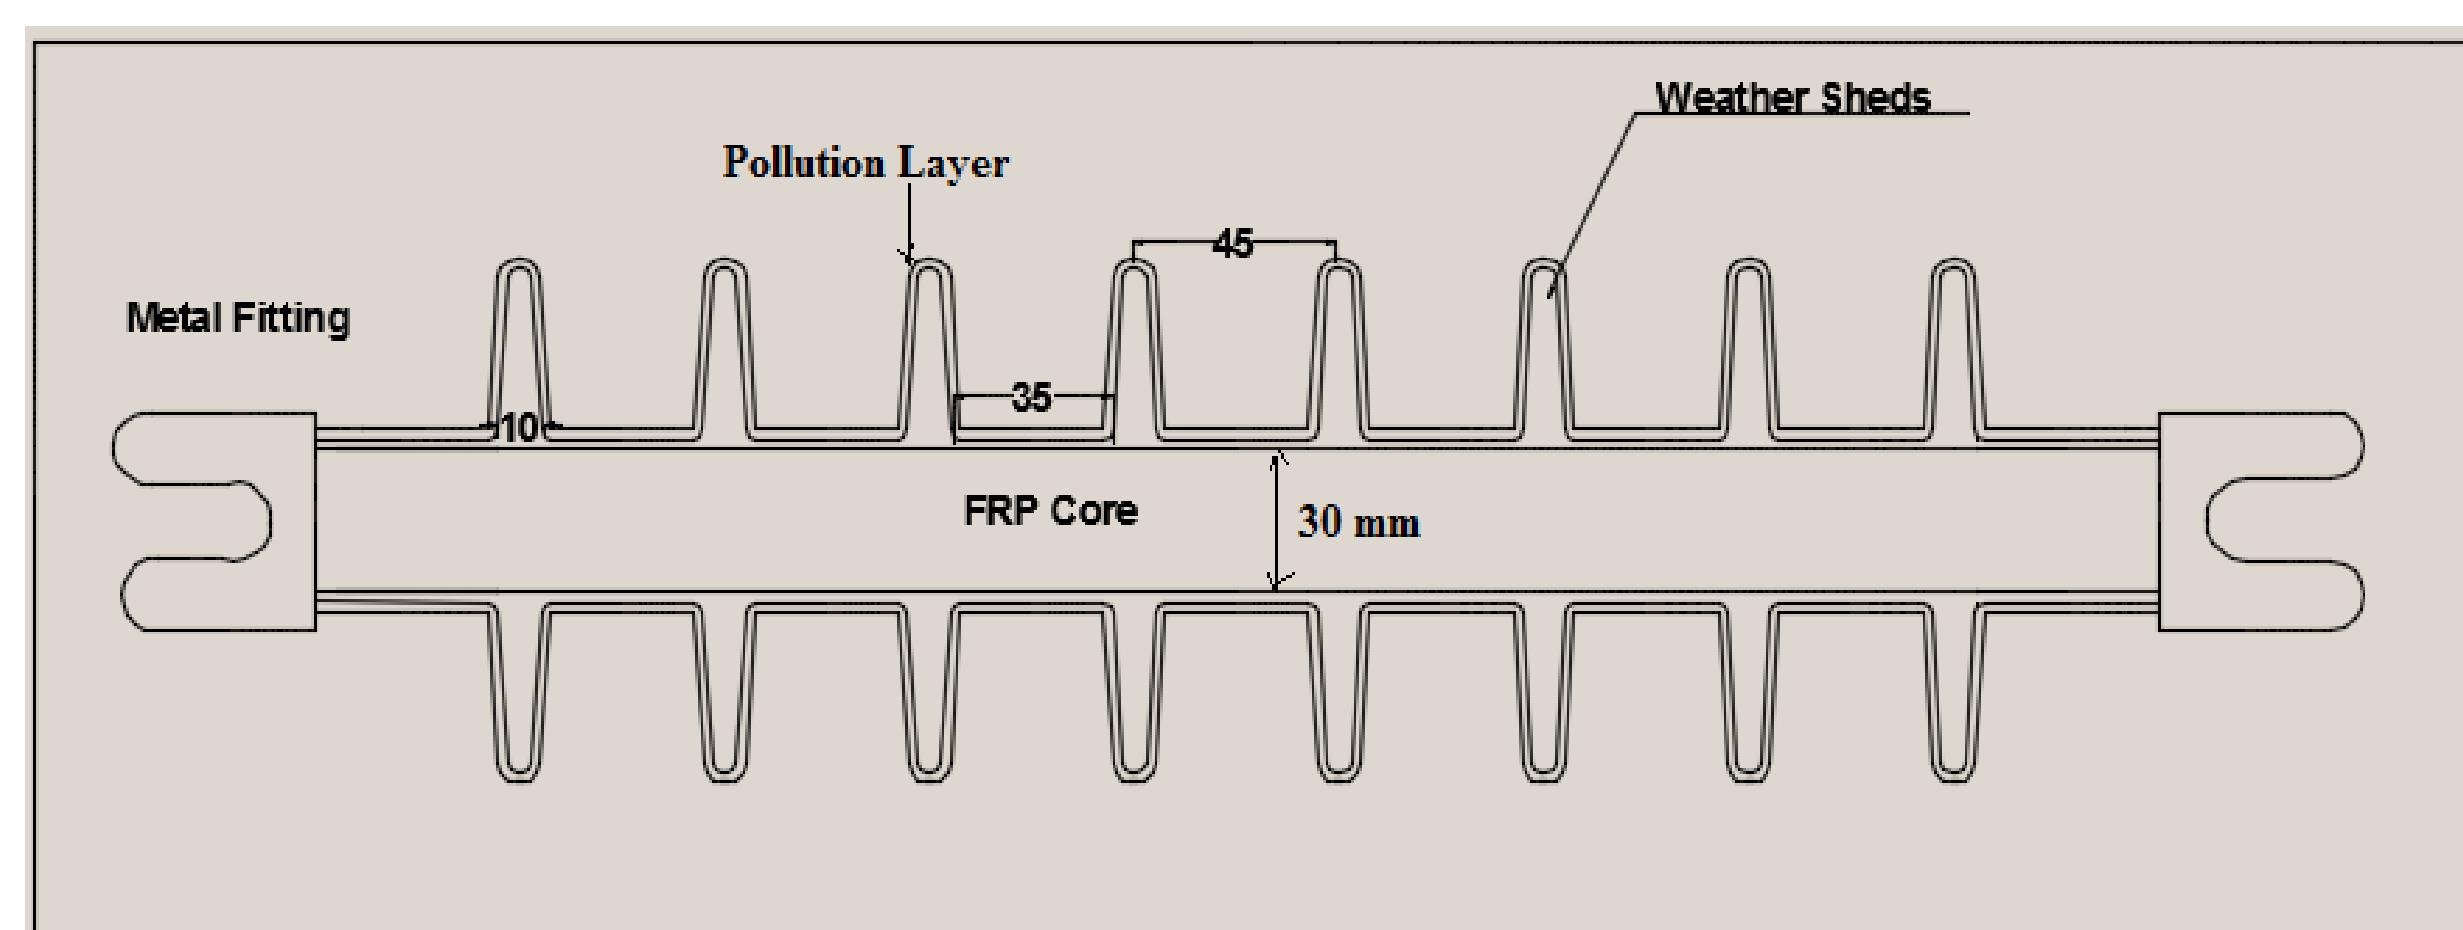 Weather Sheds
Pollution Layer
45
Metal Fitting
35
10
FRP Core
30 mm